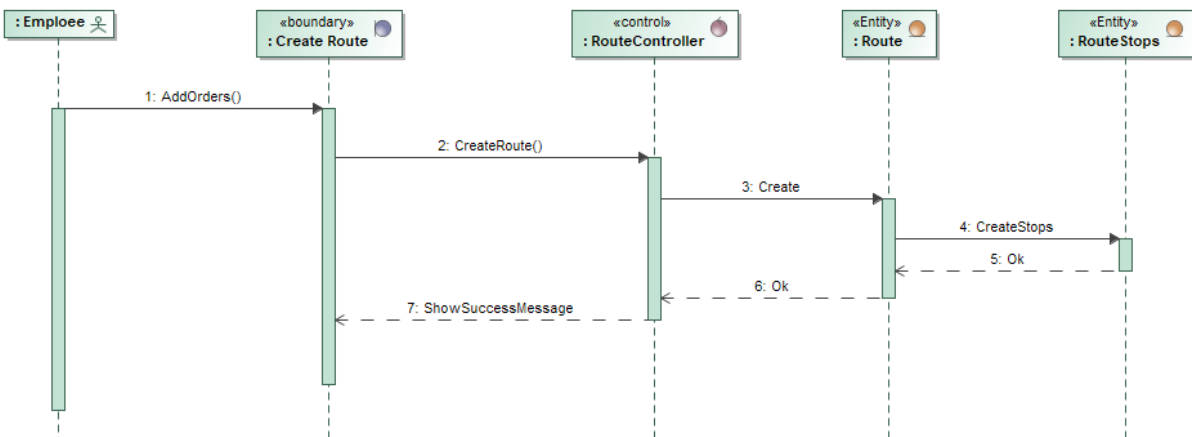 : Emploee
«boundary»
: Create Route
«control»
: RouteController
«Entity»
: Route
«Entity»
: RouteStops
1: AddOrders()
2: CreateRoute()
3: Create
4: CreateStops
5: Ok
6: Ok
7: ShowSuccessMessage